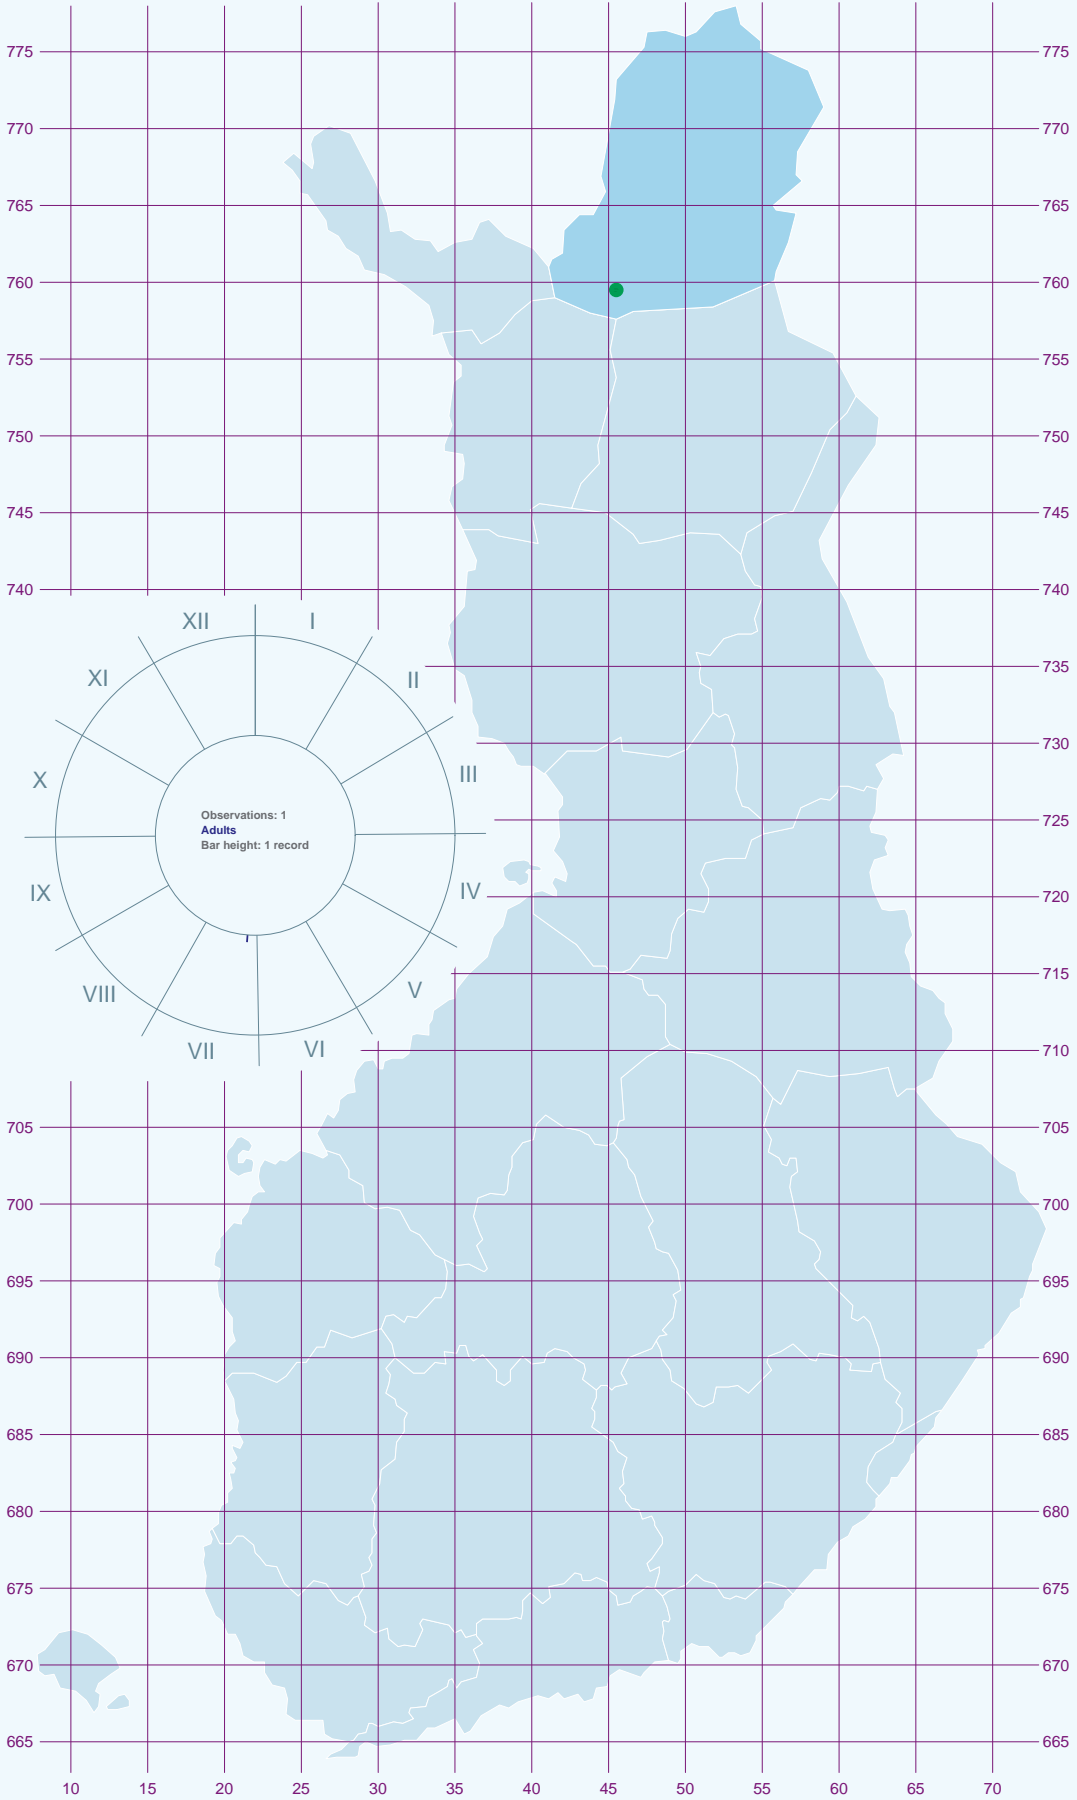 775 775
770 770
765 765
760 760
755 755
750 750
745 745
740 740
XII I
XI II
735
730
X III
Observations: 1
Adults
Bar height: 1 record
725
IX IV
720
715
VIII V
VII VI
710
705 705
700 700
695 695
690 690
685 685
680 680
675 675
670 670
665 665
10 15 20 25 30 35 40 45 50 55 60 65 70